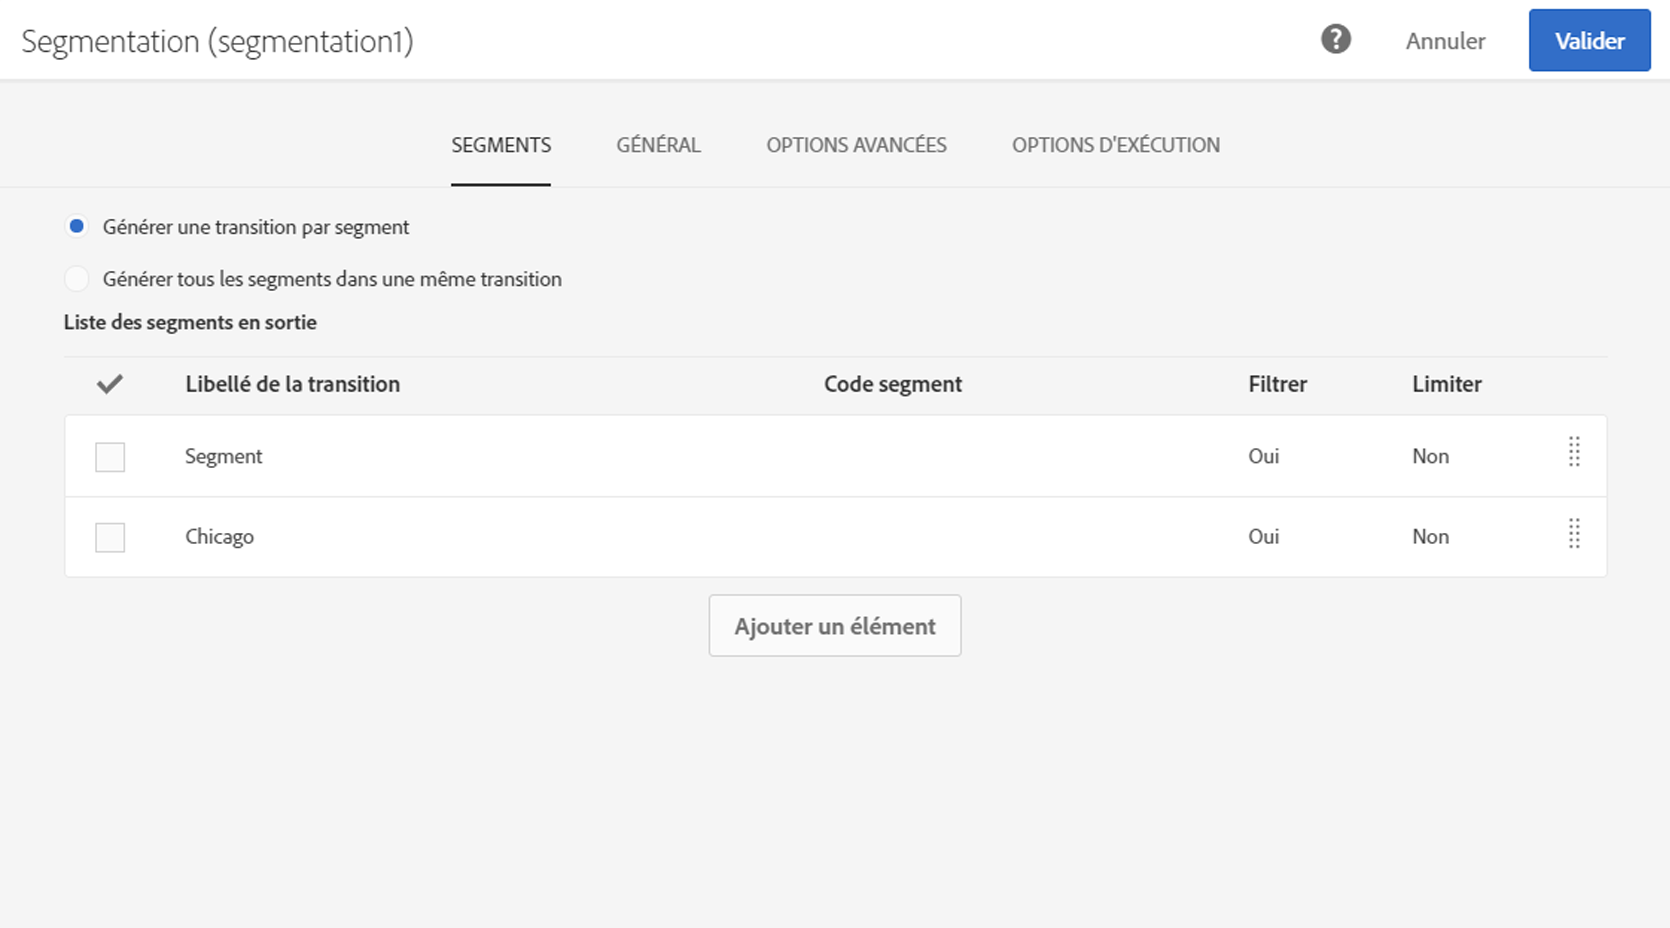 Segmentation (segmentation1)
?
Annuler
Valider
SEGMENTS
GÉNÉRAL
OPTIONS AVANCÉES
OPTIONS D'EXÉCUTION
Générer une transition par segment
Générer tous les segments dans une même transition
Liste des segments en sortie
Libellé de la transition
Code segment
Filtrer
Limiter
Segment
Oui
Non
Chicago
Oui
Non
Ajouter un élément